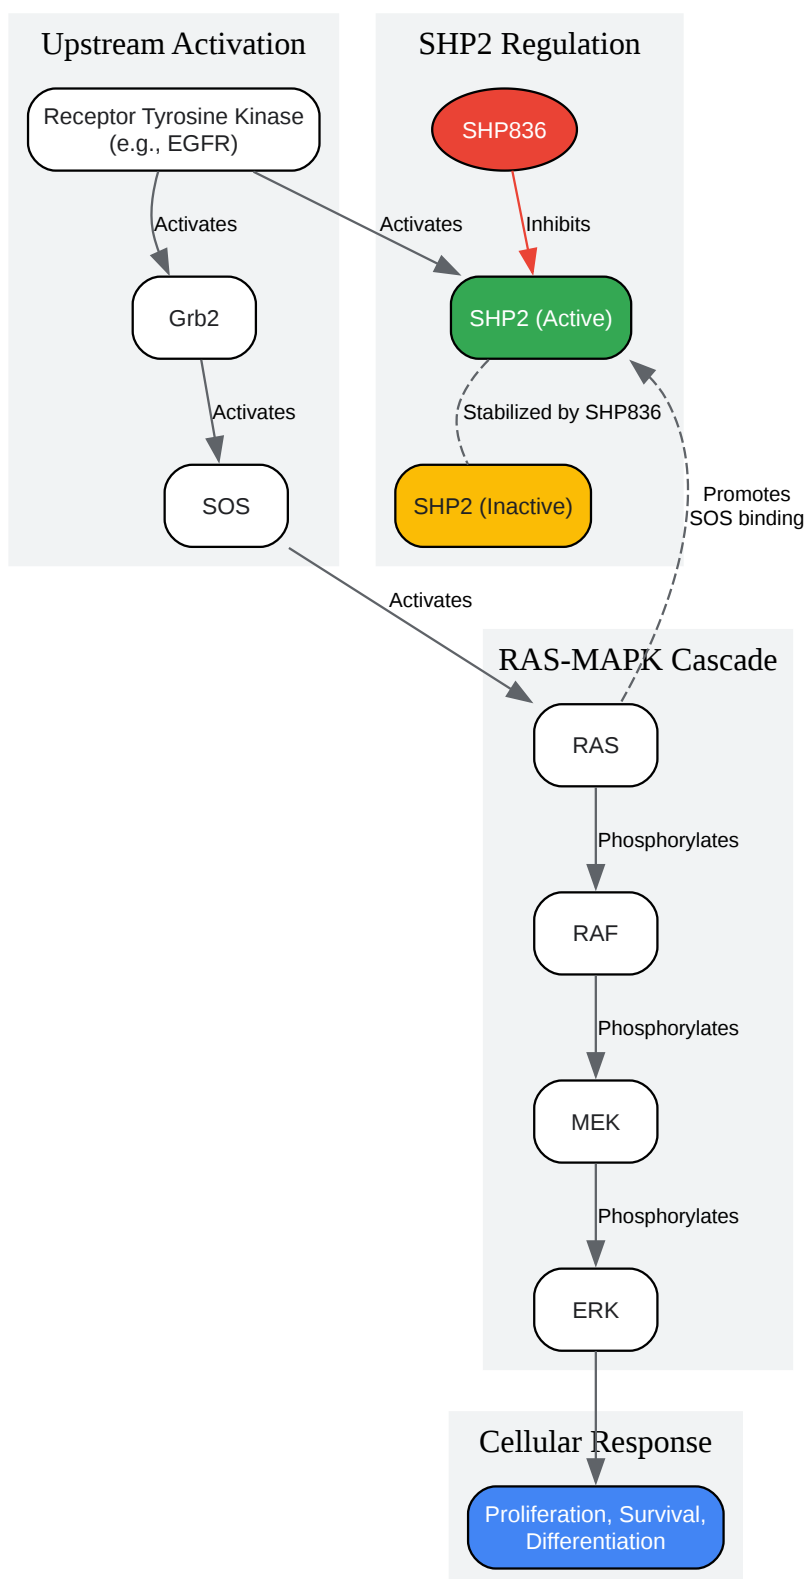 Upstream Activation
SHP2 Regulation
Receptor Tyrosine Kinase
(e.g., EGFR)
SHP836
Activates
Activates
Inhibits
Grb2
SHP2 (Active)
Activates
Stabilized by SHP836
SOS
SHP2 (Inactive)
Promotes
SOS binding
Activates
RAS-MAPK Cascade
RAS
Phosphorylates
RAF
Phosphorylates
MEK
Phosphorylates
ERK
Cellular Response
Proliferation, Survival,
Differentiation